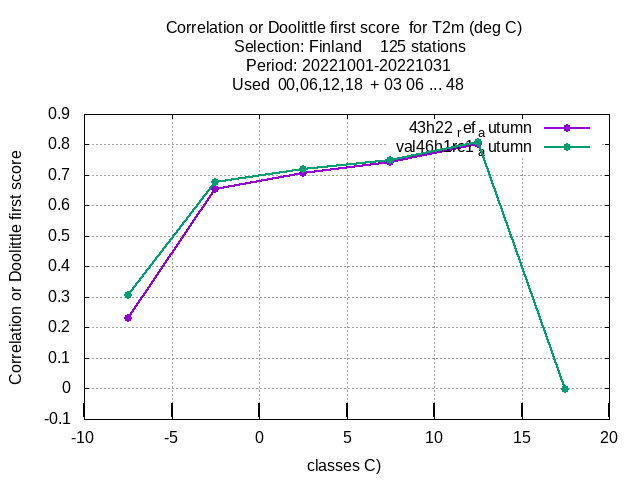 Correlation or Doolittle first score  for T2m (deg C)
Selection: Finland    125 stations
Period: 20221001-20221031
Used  00,06,12,18  + 03 06 ... 48
0.9
0.8
0.7
0.6
0.5
0.4
0.3
0.2
0.1
0
-0.1
Correlation or Doolittle first score
43h22_ref_autumn
val46h1rc1_autumn
-10
-5
0
5
10
15
20
classes C)